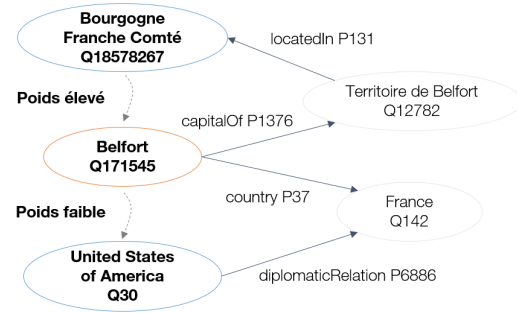 Bourgogne
Franche Comté
Q18578267
locatedIn P131
Poids élevé
Territoire de Belfort
Q12782
capitalOf P1376
Belfort
Q171545
country P37
France
Q142
Poids faible
United States
of America
Q30
diplomaticRelation P6886